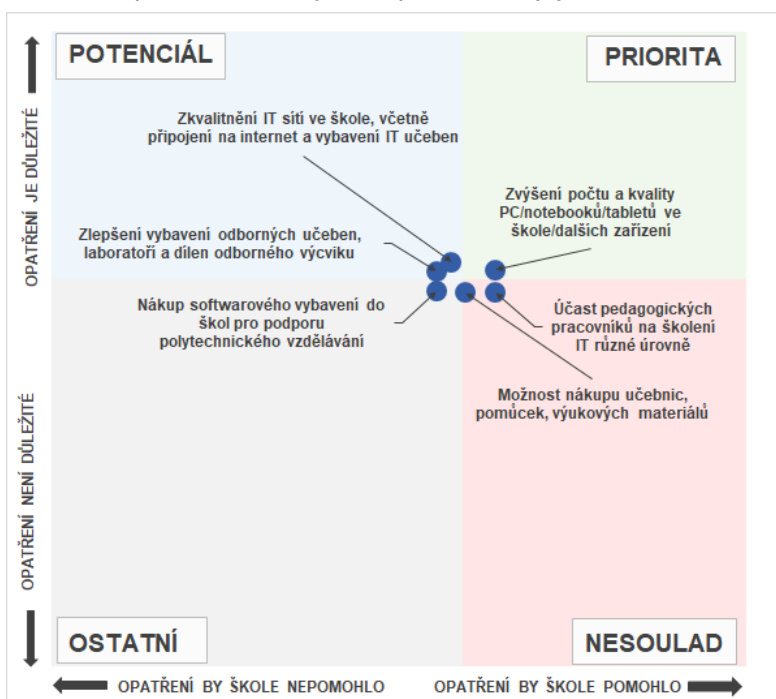 POTENCIÁL
PRIORITA
Zkvalitnění IT sítí ve škole, včetně
připojení na internet a vybavení IT učeben
Zvýšení počtu a kvality
PC/notebooků/tabletů ve
škole/dalších zařízení
Zlepšení vybavení odborných učeben,
laboratoří a dílen odborného výcviku
Nákup softwarového vybavení do
škol pro podporu
polytechnického vzdělávání
Účast pedagogických
pracovníků na školení
IT různé úrovně
Možnost nákupu učebnic,
pomůcek, výukových materiálů
OPATŘENÍ JE DŮLEŽITÉ
OPATŘENÍ NENÍ DŮLEŽITÉ
OSTATNÍ
NESOULAD
OPATŘENÍ BY ŠKOLE NEPOMOHLO
OPATŘENÍ BY ŠKOLE POMOHLO